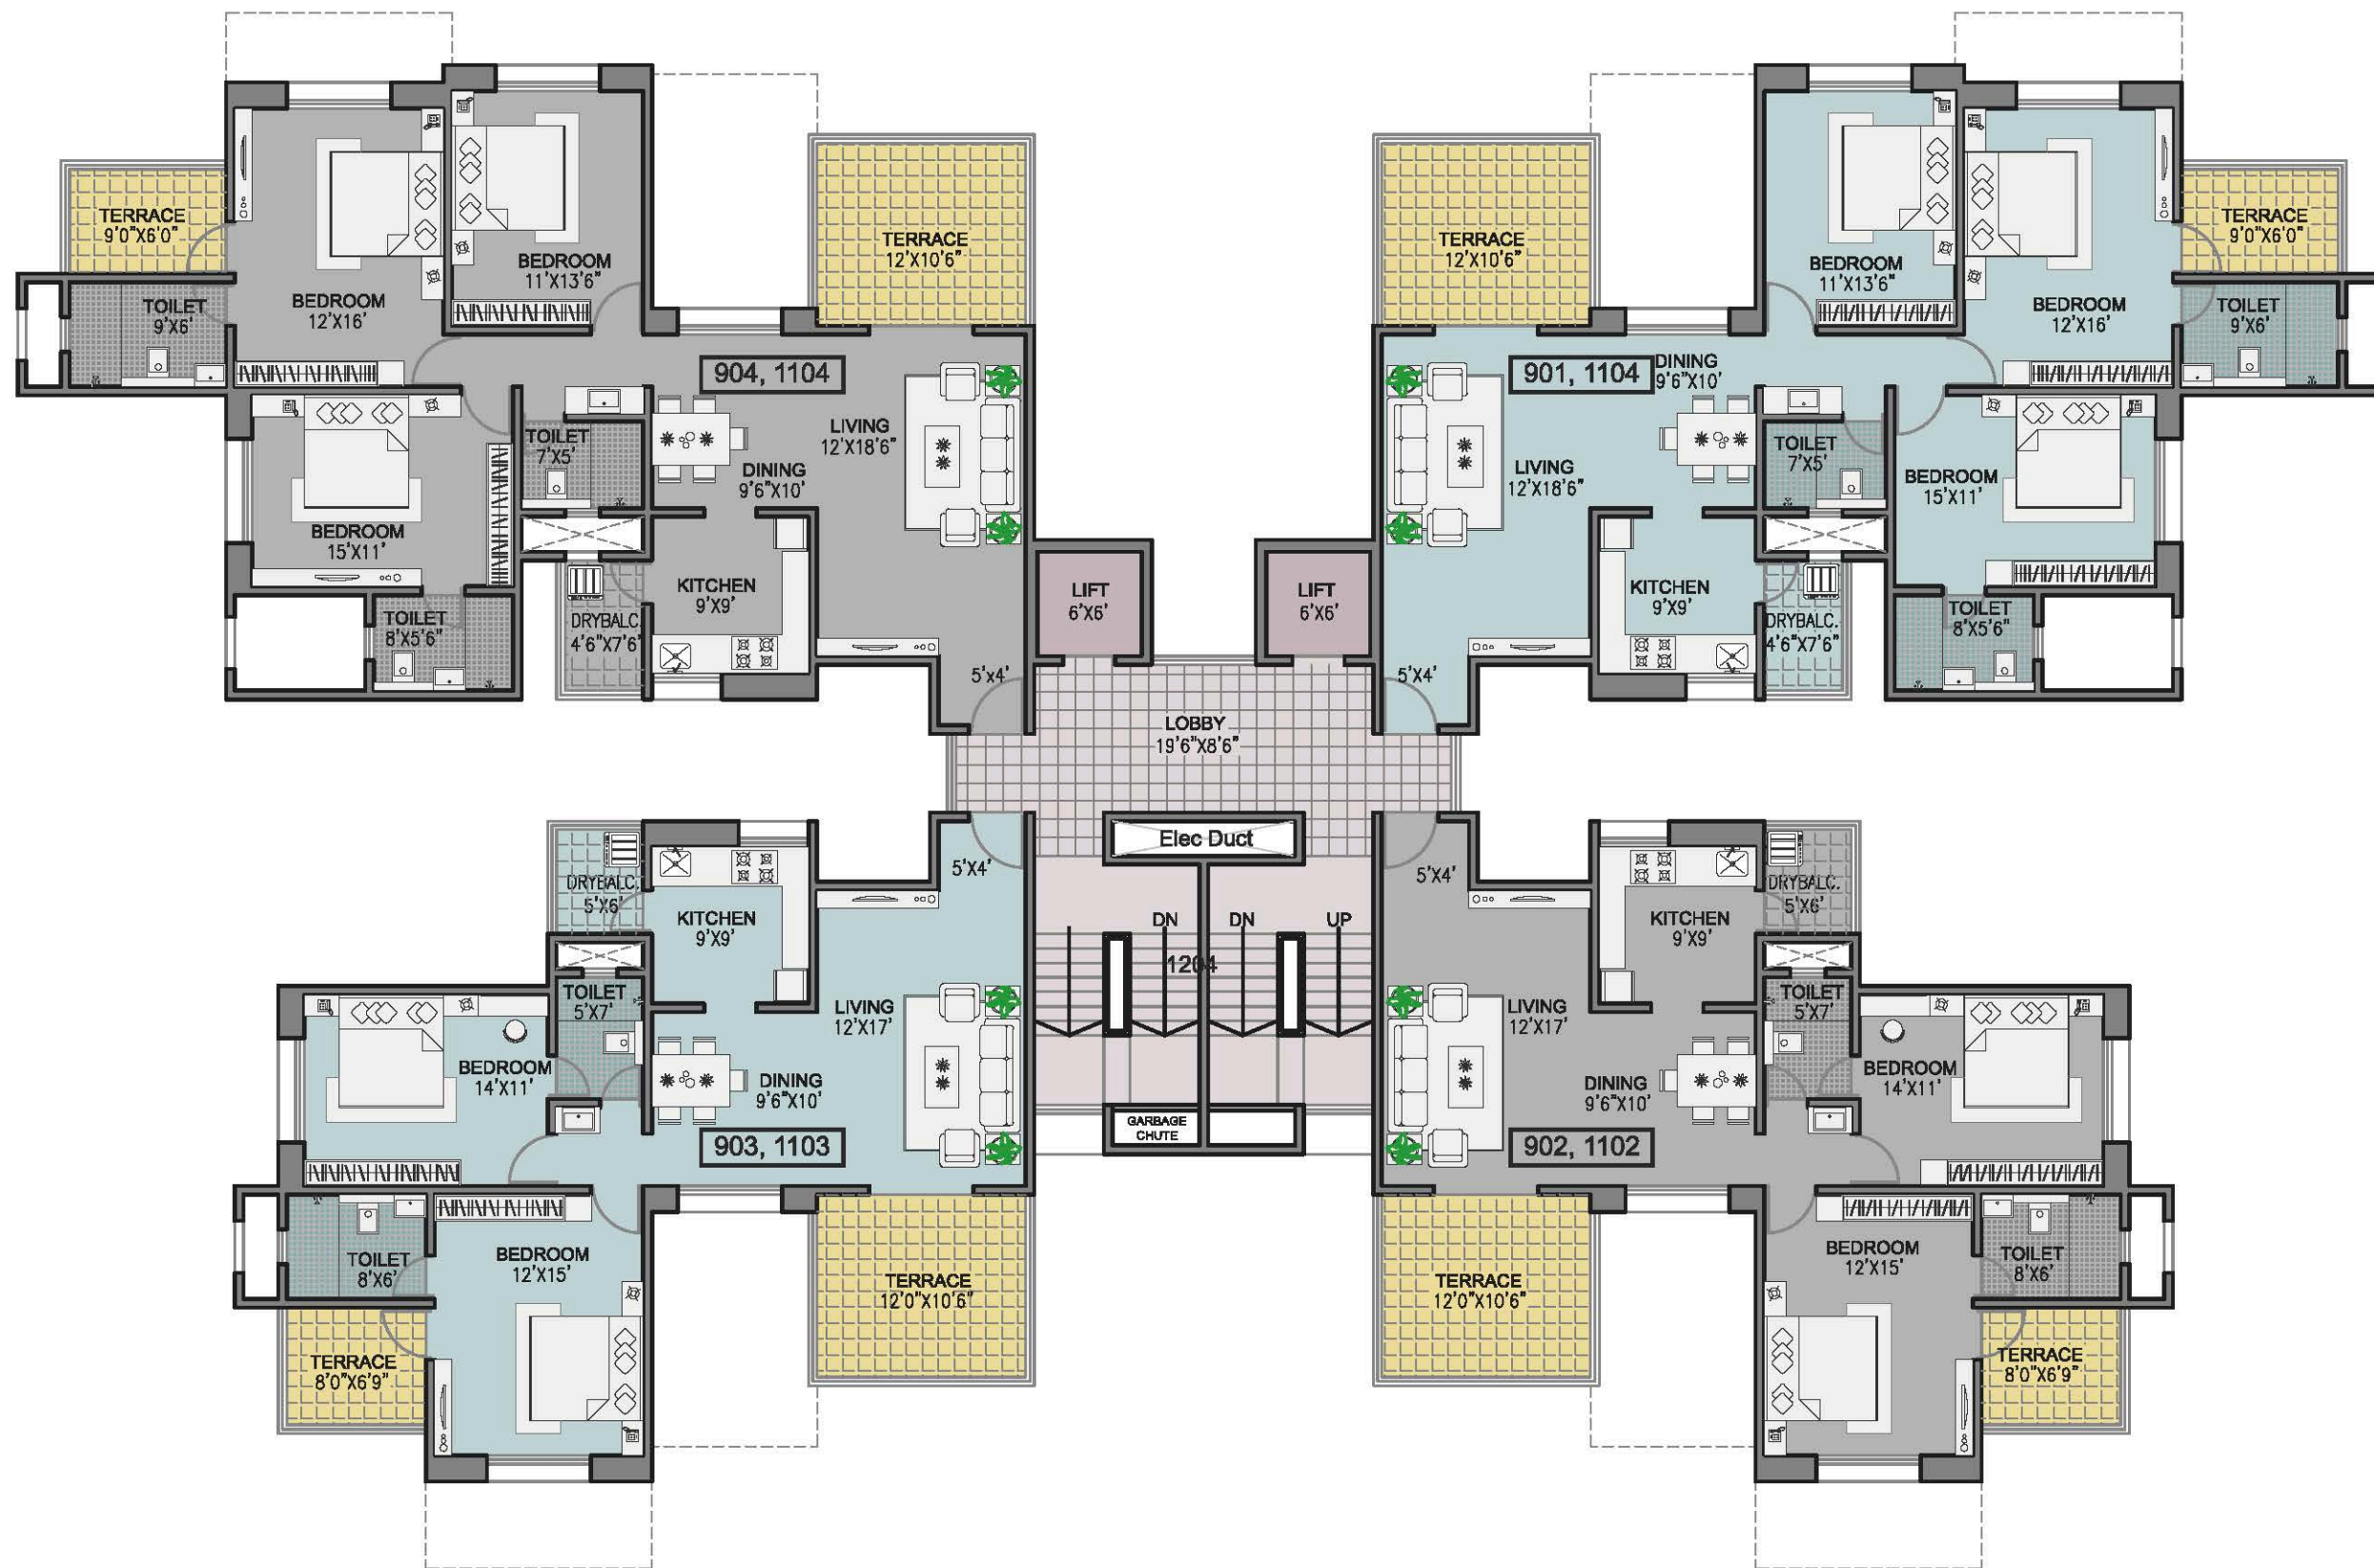 TERRACE
9'0"X6'0"
TOILET
9'X6'
BEDROOM
12'X16'
BEDROOM
11'X13'6"
TERRACE
12'X10'6"
904, 1104
LIVING
12'X18'6"
DINING
9'6"X10'
TOILET
7'X5'
BEDROOM
15'X11'
TOILET
8'X5'6"
DRYBALC.
4'6"X7'6"
KITCHEN
9'X9'
5'X4'
LIFT
6'X6'
LIFT
6'X6'
TERRACE
12'X10'6"
BEDROOM
11'X13'6"
BEDROOM
12'X16'
TERRACE
9'0"X6'0"
TOILET
9'X6'
901, 1104
DINING
9'6"X10'
LIVING
12'X18'6"
TOILET
7'X5'
BEDROOM
15'X11'
KITCHEN
9'X9'
DRYBALC.
4'6"X7'6"
TOILET
8'X5'6"
5'X4'
LOBBY
19'6"X8'6"
Elec Duct
DN
DN
UP
1204
GARBAGE
CHUTE
5'X4'
DRYBALC.
5'X6'
KITCHEN
9'X9'
TOILET
5'X7'
LIVING
12'X17'
BEDROOM
14'X11'
DINING
9'6"X10'
903, 1103
TOILET
8'X6'
BEDROOM
12'X15'
TERRACE
12'0"X10'6"
TERRACE
8'0"X6'9"
5'X4'
KITCHEN
9'X9'
DRYBALC.
5'X6'
TOILET
5'X7'
LIVING
12'X17'
BEDROOM
14'X11'
DINING
9'6"X10'
902, 1102
BEDROOM
12'X15'
TOILET
8'X6'
TERRACE
12'0"X10'6"
TERRACE
8'0"X6'9"